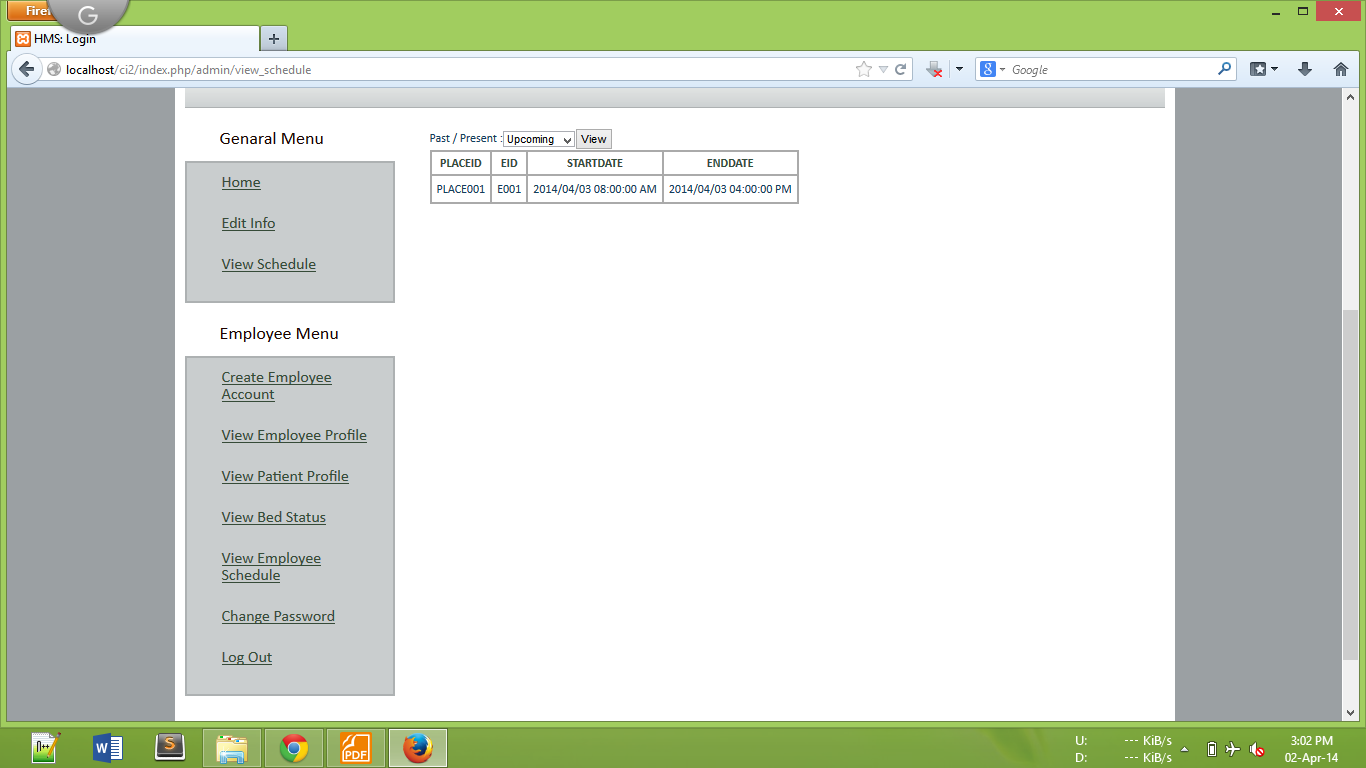 Firef
G
HMS: Login
localhost/ci2/index.php/admin/view_schedule
Google
Genaral Menu
Home
Edit Info
View Schedule
Employee Menu
Create Employee
Account
View Employee Profile
View Patient Profile
View Bed Status
View Employee
Schedule
Change Password
Log Out
Past / Present : Upcoming View
PLACEID EID STARTDATE ENDDATE
PLACE001 E001 2014/04/03 08:00:00 AM 2014/04/03 04:00:00 PM
U: --- KiB/s
D: --- KiB/s
3:02 PM
02-Apr-14